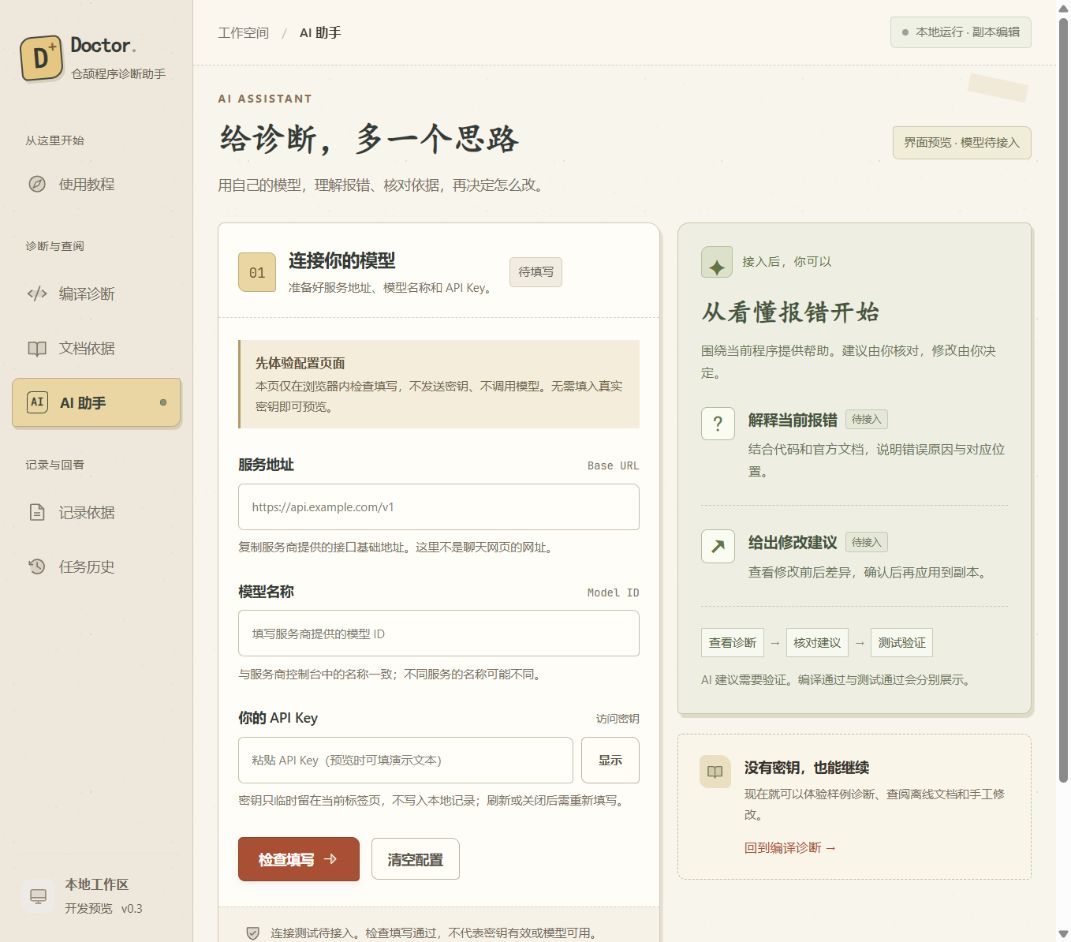 D+
Doctor.
仓颉程序诊断助手
从这里开始
使用教程
诊断与查阅
编译诊断
文档依据
AI
AI 助手
记录与回看
记录依据
任务历史
本地工作区
开发预览 v0.3
工作空间 / AI 助手
本地运行 · 副本编辑
AI ASSISTANT
给诊断，多一个思路
用自己的模型，理解报错、核对依据，再决定怎么改。
界面预览 · 模型待接入
01
连接你的模型
准备好服务地址、模型名称和 API Key。
待填写
先体验配置页面
本页仅在浏览器内检查填写，不发送密钥、不调用模型。无需填入真实
密钥即可预览。
服务地址
Base URL
https://api.example.com/v1
复制服务商提供的接口基础地址。这里不是聊天网页的网址。
模型名称
Model ID
填写服务商提供的模型 ID
与服务商控制台中的名称一致；不同服务的名称可能不同。
你的 API Key
访问密钥
粘贴 API Key（预览时可填演示文本）
显示
密钥只临时留在当前标签页，不写入本地记录；刷新或关闭后需重新填写。
检查填写 →
清空配置
连接测试待接入。检查填写通过，不代表密钥有效或模型可用。
接入后，你可以
从看懂报错开始
围绕当前程序提供帮助。建议由你核对，修改由你决
定。
?
解释当前报错
待接入
结合代码和官方文档，说明错误原因与对应位
置。
给出修改建议
待接入
查看修改前后差异，确认后再应用到副本。
查看诊断 → 核对建议 → 测试验证
AI 建议需要验证。编译通过与测试通过会分别展示。
没有密钥，也能继续
现在就可以体验样例诊断、查阅离线文档和手工修
改。
回到编译诊断 →